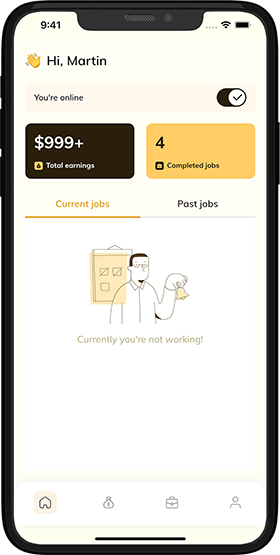 9:41
Hi, Martin
You're online
$999+
Total earnings
4
Completed jobs
Current jobs
Past jobs
Currently you're not working!